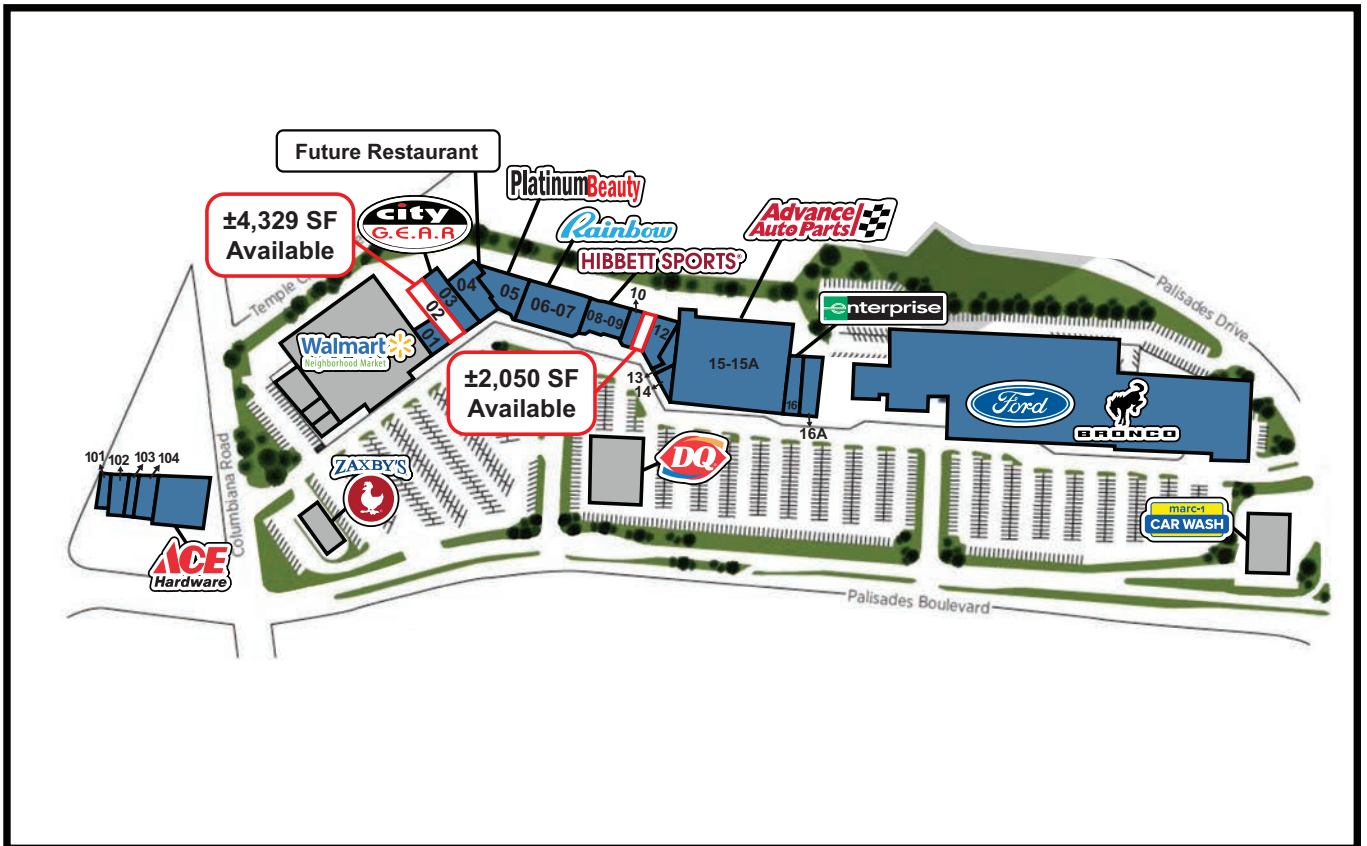 Future Restaurant
±4,329 SF
Available
city
G.E.A.R
Platinum Beauty
Rainbow
HIBBETT SPORTS
Advance
Auto Parts
enterprise
Palisades Drive
03
04
02
01
05
06-07
08-09
10
12
13
14
15-15A
16
16A
Walmart
Neighborhood Market
±2,050 SF
Available
Ford
BRONCO
101
102
103
104
Columbiana Road
ZAXBY'S
DQ
marc-1
CAR WASH
ACE
Hardware
Palisades Boulevard